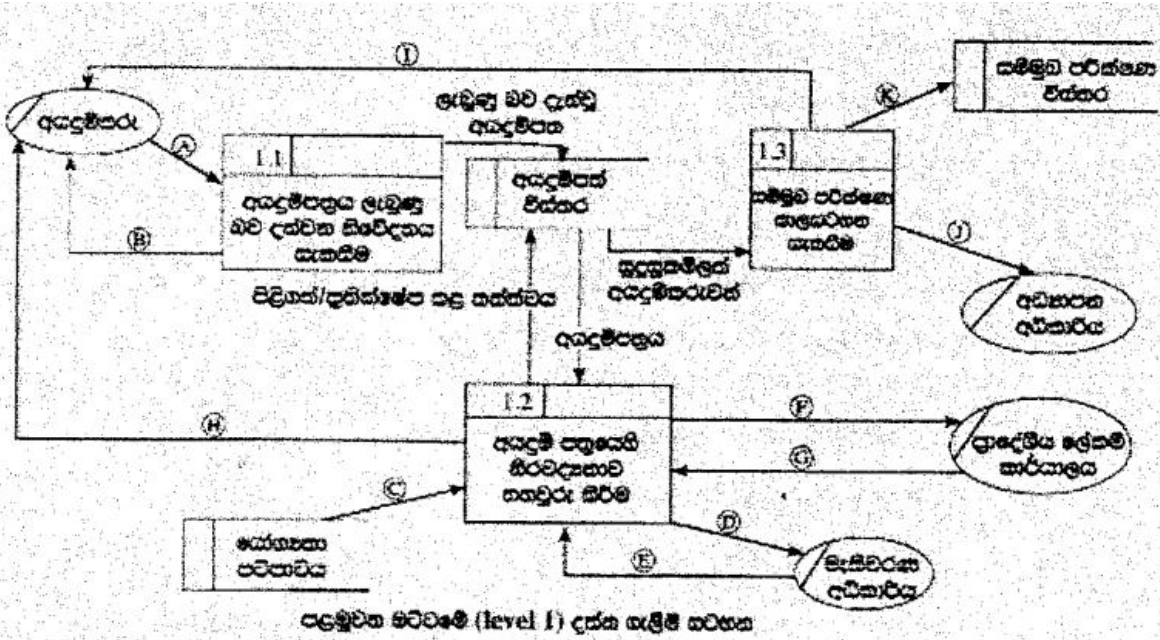 I
K
සම්මුඛ පරීක්ෂණ
විස්තර
ලැබුණු බව දැන්වූ
අයදුම්පත
අයදුම්කරු
A
1.1
අයදුම්පත්‍රය ලැබුණු
බව දන්වන නිවේදනය
සැකසීම
අයදුම්පත්
විස්තර
1.3
සම්මුඛ පරීක්ෂණ
කාලසටහන
සැකසීම
B
J
සුදුසුකම්ලත්
අයදුම්කරුවන්
පිළිගත්/ප්‍රතික්ෂේප කළ තත්ත්වය
අධ්‍යාපන
අධිකාරිය
අයදුම්පත්‍රය
1.2
F
H
අයදුම් පත්‍රයෙහි
නිරවද්‍යතාව
තහවුරු කිරීම
ප්‍රාදේශීය ලේකම්
කාර්යාලය
G
C
D
යෝග්‍යතා
පටිපාටිය
E
මැතිවරණ
අධිකාරිය
පළමුවන මට්ටමේ (level 1) දත්ත ගැලීම් සටහන